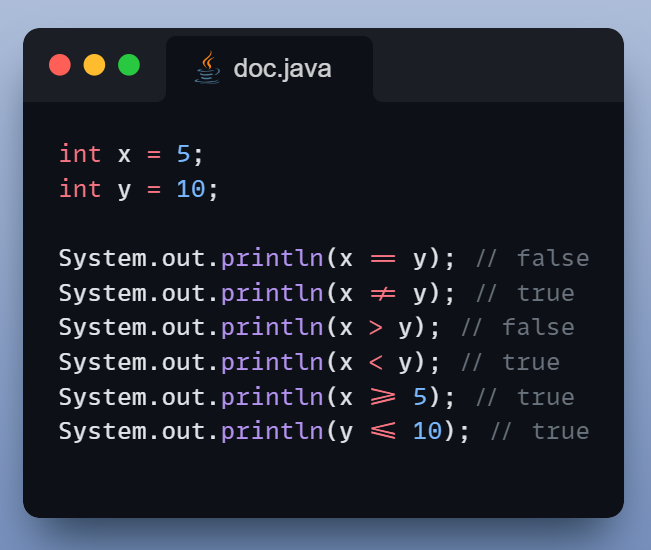 doc.java
int x = 5;
int y = 10;
System.out.println(x == y); // false
System.out.println(x != y); // true
System.out.println(x > y); // false
System.out.println(x < y); // true
System.out.println(x >= 5); // true
System.out.println(y <= 10); // true